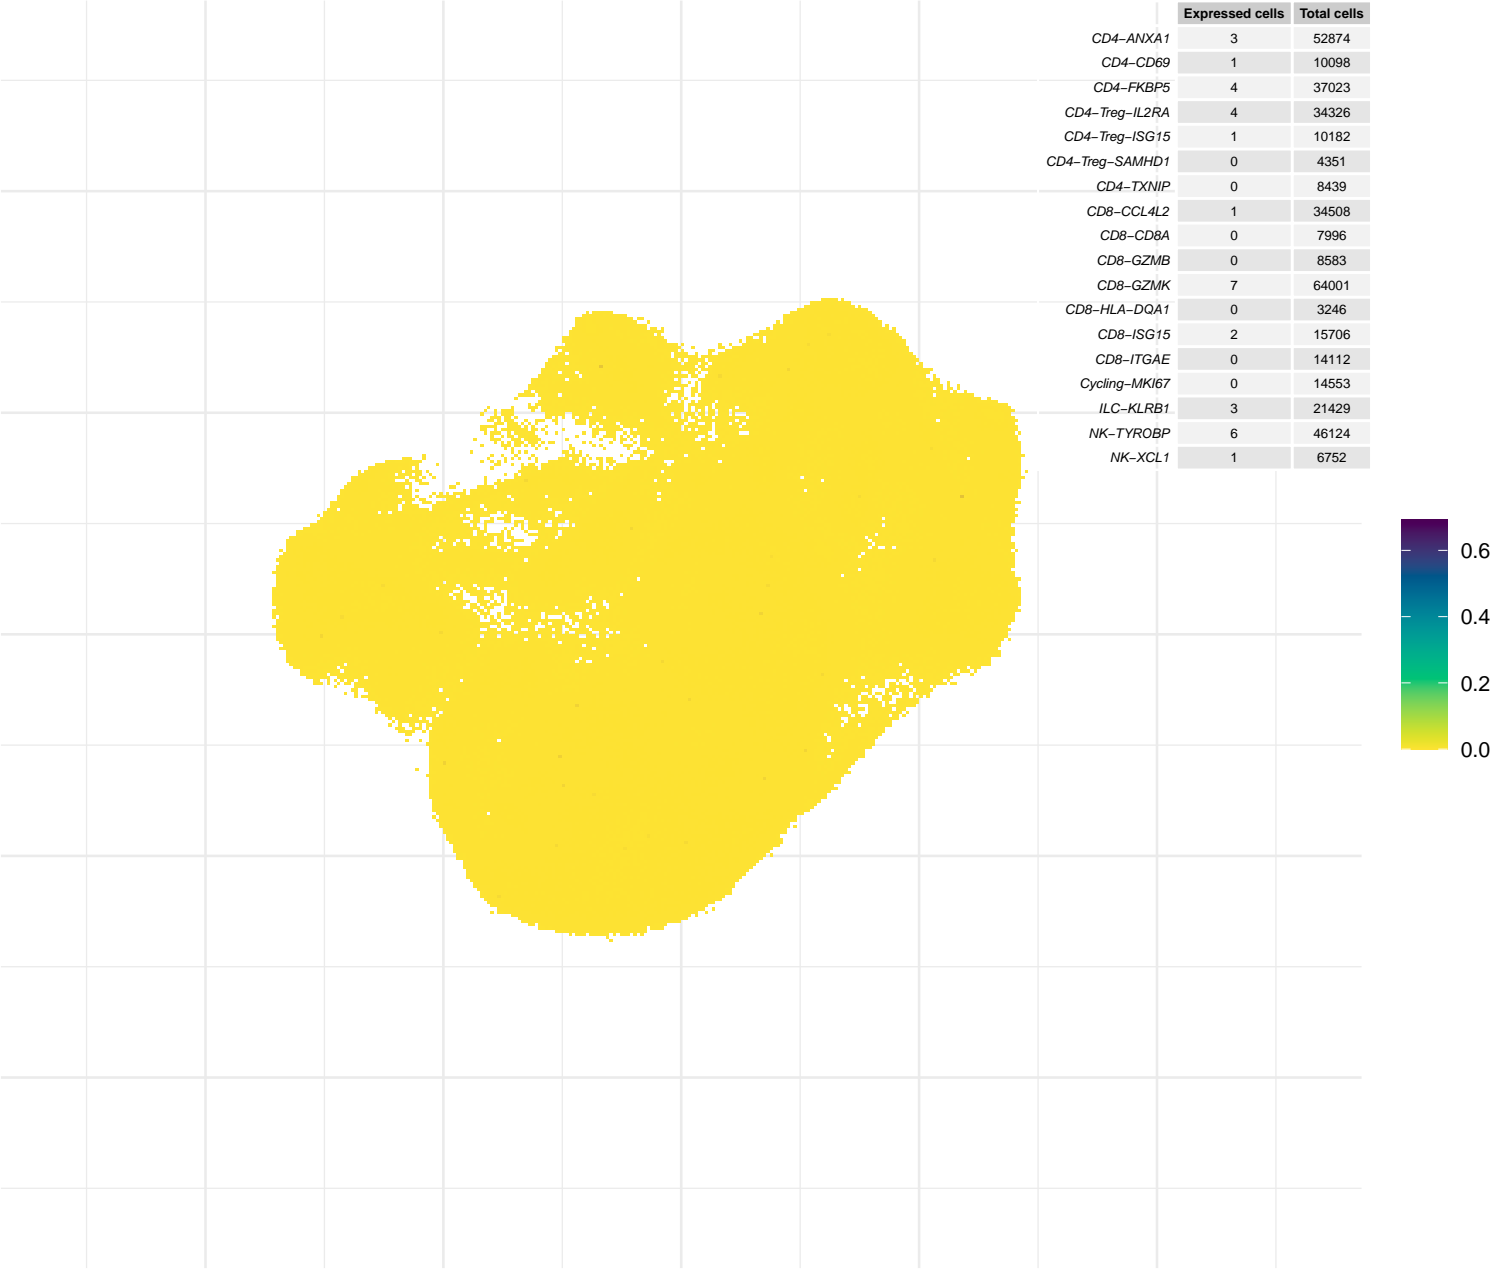 Expressed cells Total cells
CD4−ANXA1 3 52874
CD4−CD69 1 10098
CD4−FKBP5 4 37023
CD4−Treg−IL2RA 4 34326
CD4−Treg−ISG15 1 10182
CD4−Treg−SAMHD1 0 4351
CD4−TXNIP 0 8439
CD8−CCL4L2 1 34508
CD8−CD8A 0 7996
CD8−GZMB 0 8583
CD8−GZMK 7 64001
CD8−HLA−DQA1 0 3246
CD8−ISG15 2 15706
CD8−ITGAE 0 14112
Cycling−MKI67 0 14553
ILC−KLRB1 3 21429
NK−TYROBP 6 46124
NK−XCL1 1 6752
0.6
0.4
0.2
0.0